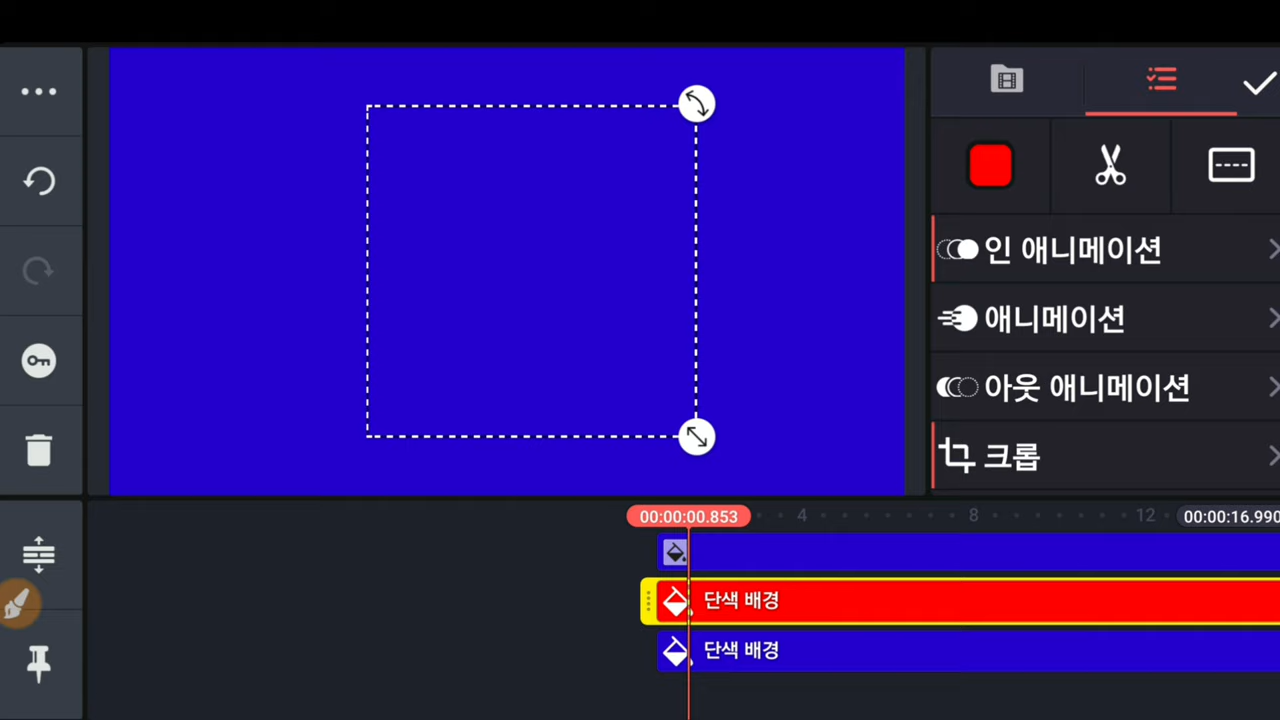 인 애니메이션
애니메이션
아웃 애니메이션
크롭
00:00:00.853
4
8
12
00:00:16.990
단색 배경
단색 배경